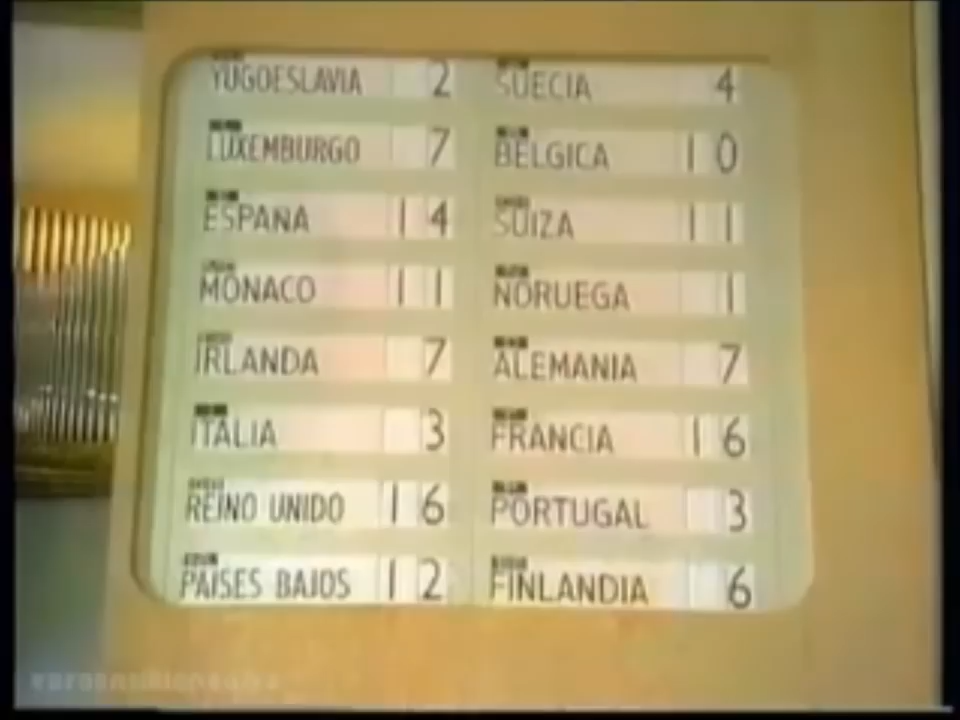 YUGOESLAVIA 2
LUXEMBURGO 7
ESPAÑA 14
MONACO 11
IRLANDA 7
ITALIA 3
REINO UNIDO 16
PAISES BAJOS 12
SUECIA 4
BELGICA 10
SUIZA 11
NORUEGA 1
ALEMANIA 7
FRANCIA 16
PORTUGAL 3
FINLANDIA 6